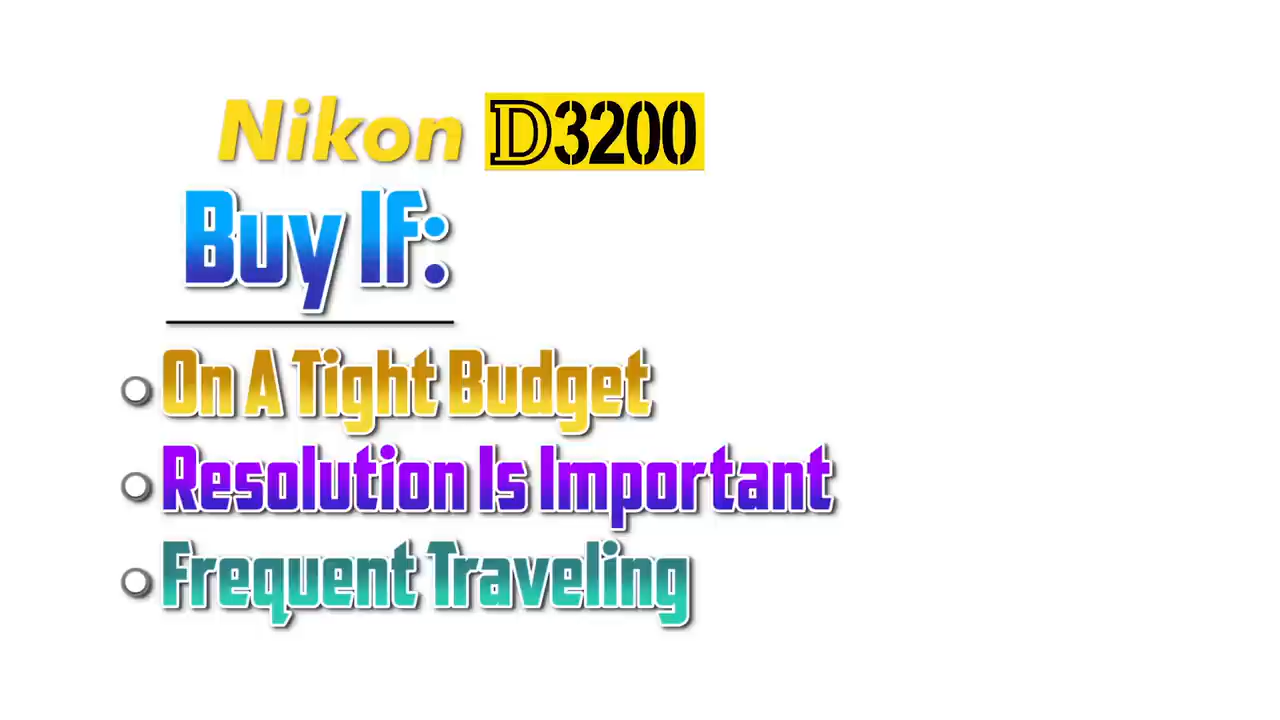 Nikon D3200
Buy If:
On A Tight Budget
Resolution Is Important
Frequent Traveling